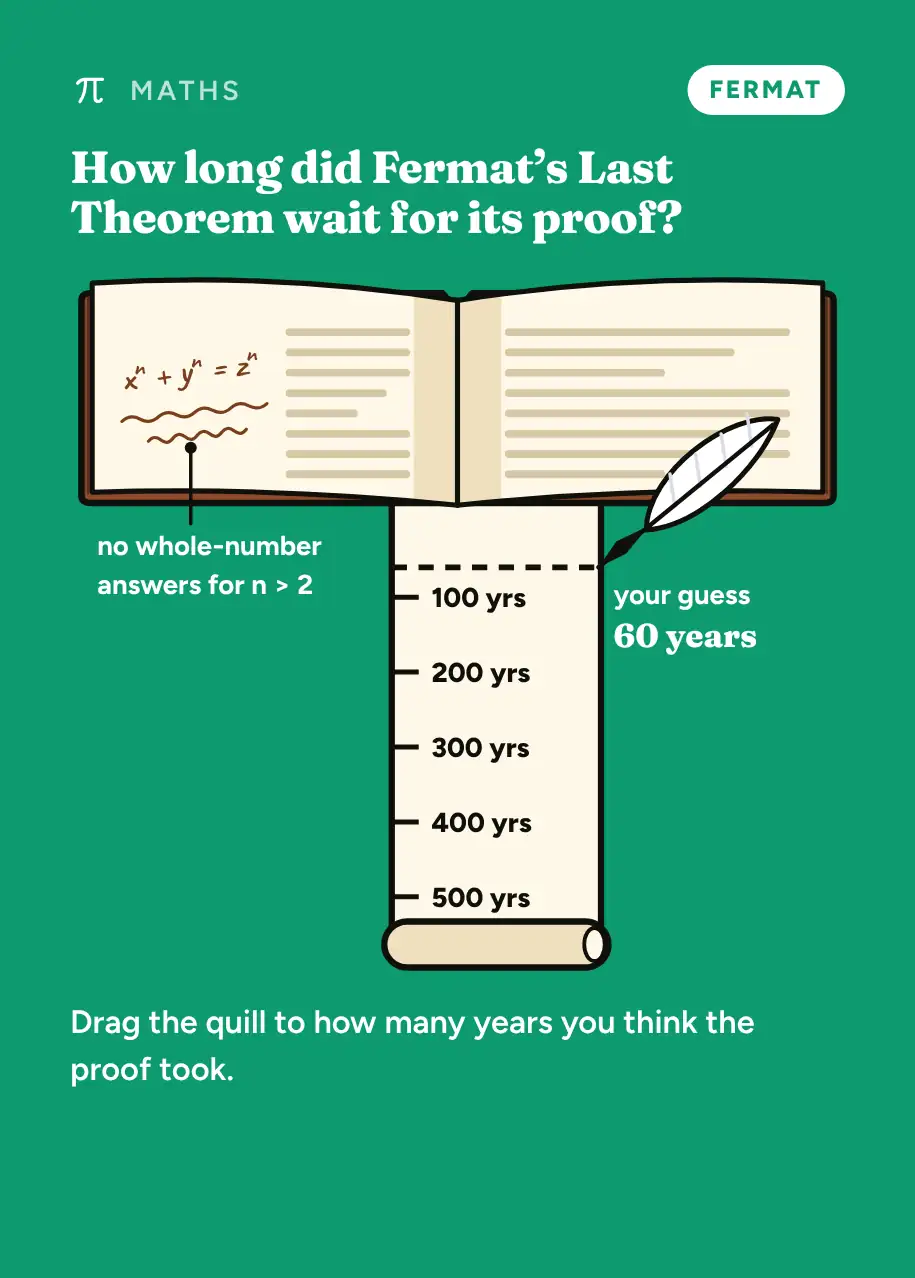 π MATHS
FERMAT
How long did Fermat’s Last
Theorem wait for its proof?
xⁿ + yⁿ = zⁿ
no whole-number
answers for n > 2
100 yrs
your guess
60 years
200 yrs
300 yrs
400 yrs
500 yrs
Drag the quill to how many years you think the
proof took.